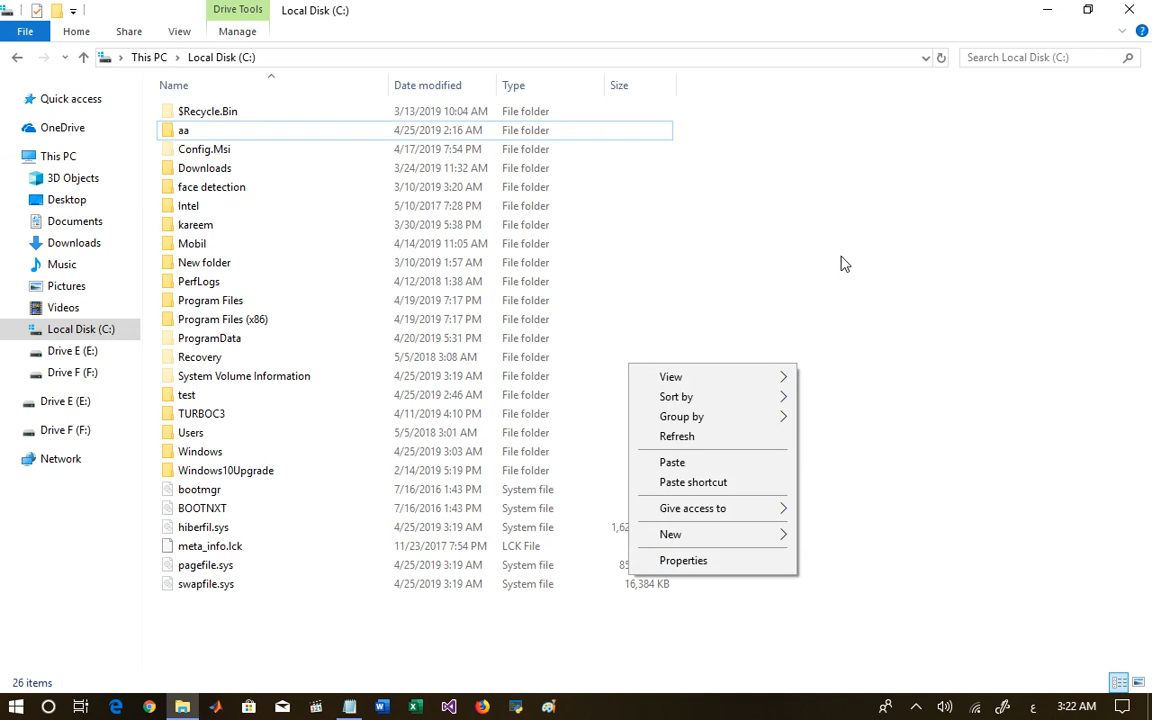 Drive Tools
Local Disk (C:)
File
Home
Share
View
Manage
This PC
Local Disk (C:)
Search Local Disk (C:)
Name
Date modified
Type
Size
Quick access
OneDrive
This PC
3D Objects
Desktop
Documents
Downloads
Music
Pictures
Videos
Local Disk (C:)
Drive E (E:)
Drive F (F:)
Drive E (E:)
Drive F (F:)
Network
$Recycle.Bin 3/13/2019 10:04 AM File folder
aa 4/25/2019 2:16 AM File folder
Config.Msi 4/17/2019 7:54 PM File folder
Downloads 3/24/2019 11:32 AM File folder
face detection 3/10/2019 3:20 AM File folder
Intel 5/10/2017 7:28 PM File folder
kareem 3/30/2019 5:38 PM File folder
Mobil 4/14/2019 11:05 AM File folder
New folder 3/10/2019 1:57 AM File folder
PerfLogs 4/12/2018 1:38 AM File folder
Program Files 4/19/2019 7:17 PM File folder
Program Files (x86) 4/19/2019 7:17 PM File folder
ProgramData 4/20/2019 5:31 PM File folder
Recovery 5/5/2018 3:08 AM File folder
System Volume Information 4/25/2019 3:19 AM File folder
test 4/25/2019 2:46 AM File folder
TURBOC3 4/11/2019 4:10 PM File folder
Users 5/5/2018 3:01 AM File folder
Windows 4/25/2019 3:03 AM File folder
Windows10Upgrade 2/14/2019 5:19 PM File folder
bootmgr 7/16/2016 1:43 PM System file
BOOTNXT 7/16/2016 1:43 PM System file
hiberfil.sys 4/25/2019 3:19 AM System file
meta_info.lck 11/23/2017 7:54 PM LCK File
pagefile.sys 4/25/2019 3:19 AM System file
swapfile.sys 4/25/2019 3:19 AM System file 16,384 KB
View
Sort by
Group by
Refresh
Paste
Paste shortcut
Give access to
New
Properties
26 items
ع
3:22 AM